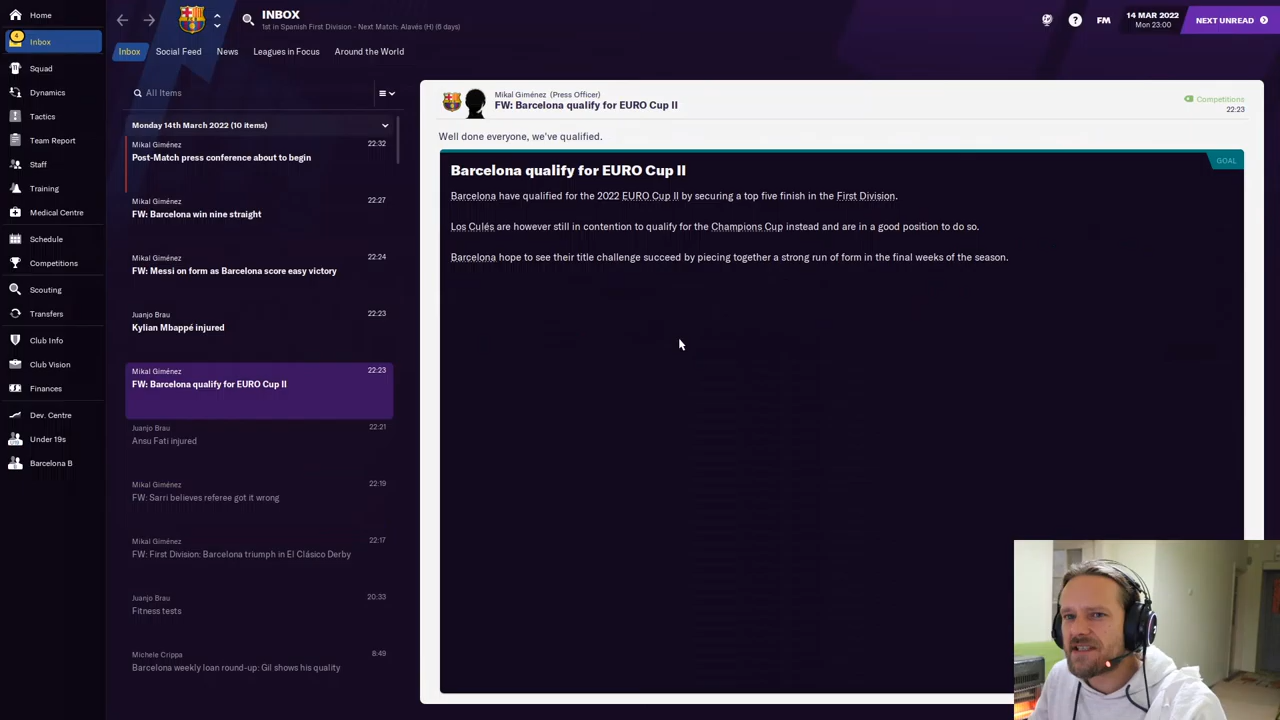 Home
4
Inbox
Squad
Dynamics
Tactics
Team Report
Staff
Training
Medical Centre
Schedule
Competitions
Scouting
Transfers
Club Info
Club Vision
Finances
Dev. Centre
Under 19s
Barcelona B
INBOX
1st in Spanish First Division - Next Match: Alavés (H) (6 days)
?
FM
14 MAR 2022
Mon 23:00
NEXT UNREAD
Inbox
Social Feed
News
Leagues in Focus
Around the World
All Items
Monday 14th March 2022 (10 items)
Mikal Giménez 22:32
Post-Match press conference about to begin
Mikal Giménez 22:27
FW: Barcelona win nine straight
Mikal Giménez 22:24
FW: Messi on form as Barcelona score easy victory
Juanjo Brau 22:23
Kylian Mbappé injured
Mikal Giménez 22:23
FW: Barcelona qualify for EURO Cup II
Juanjo Brau 22:21
Ansu Fati injured
Mikal Giménez 22:19
FW: Sarri believes referee got it wrong
Mikal Giménez 22:17
FW: First Division: Barcelona triumph in El Clásico Derby
Juanjo Brau 20:33
Fitness tests
Michele Crippa 8:49
Barcelona weekly loan round-up: Gil shows his quality
Mikal Giménez (Press Officer)
FW: Barcelona qualify for EURO Cup II
Competitions
22:23
Well done everyone, we've qualified.
GOAL
Barcelona qualify for EURO Cup II
Barcelona have qualified for the 2022 EURO Cup II by securing a top five finish in the First Division.
Los Culés are however still in contention to qualify for the Champions Cup instead and are in a good position to do so.
Barcelona hope to see their title challenge succeed by piecing together a strong run of form in the final weeks of the season.